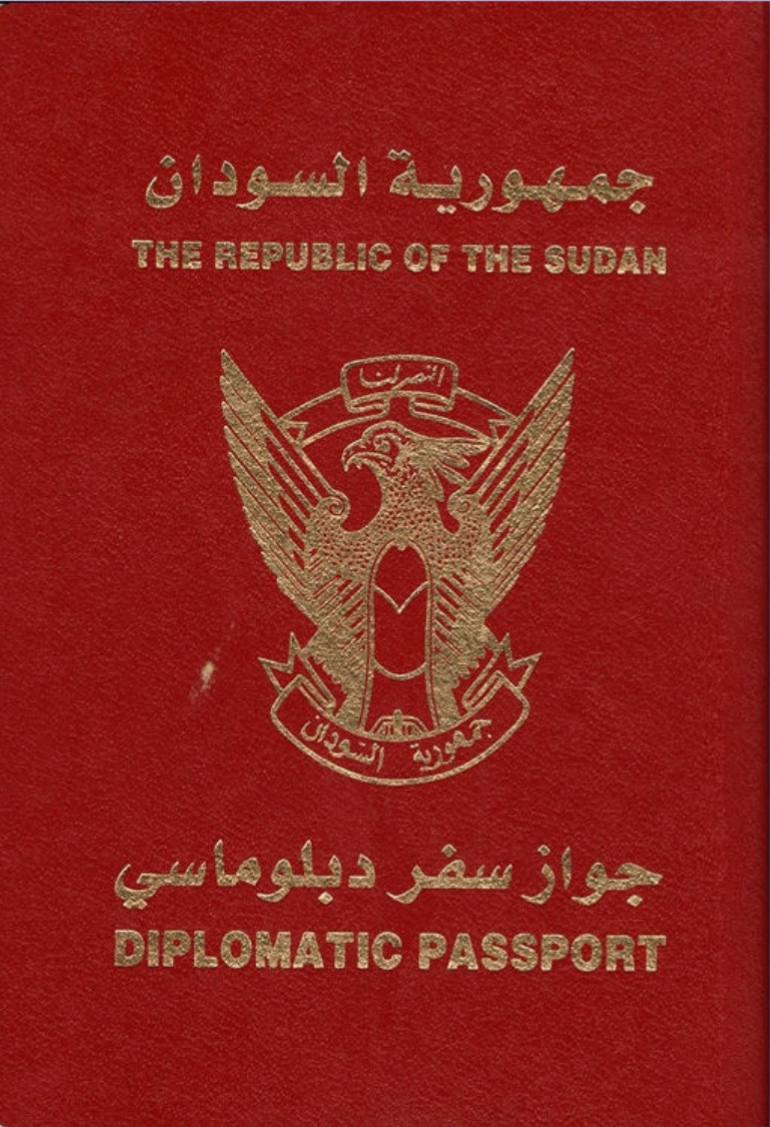 جمهورية السودان
THE REPUBLIC OF THE SUDAN
النصر لنا
جمهورية السودان
جواز سفر دبلوماسي
DIPLOMATIC PASSPORT